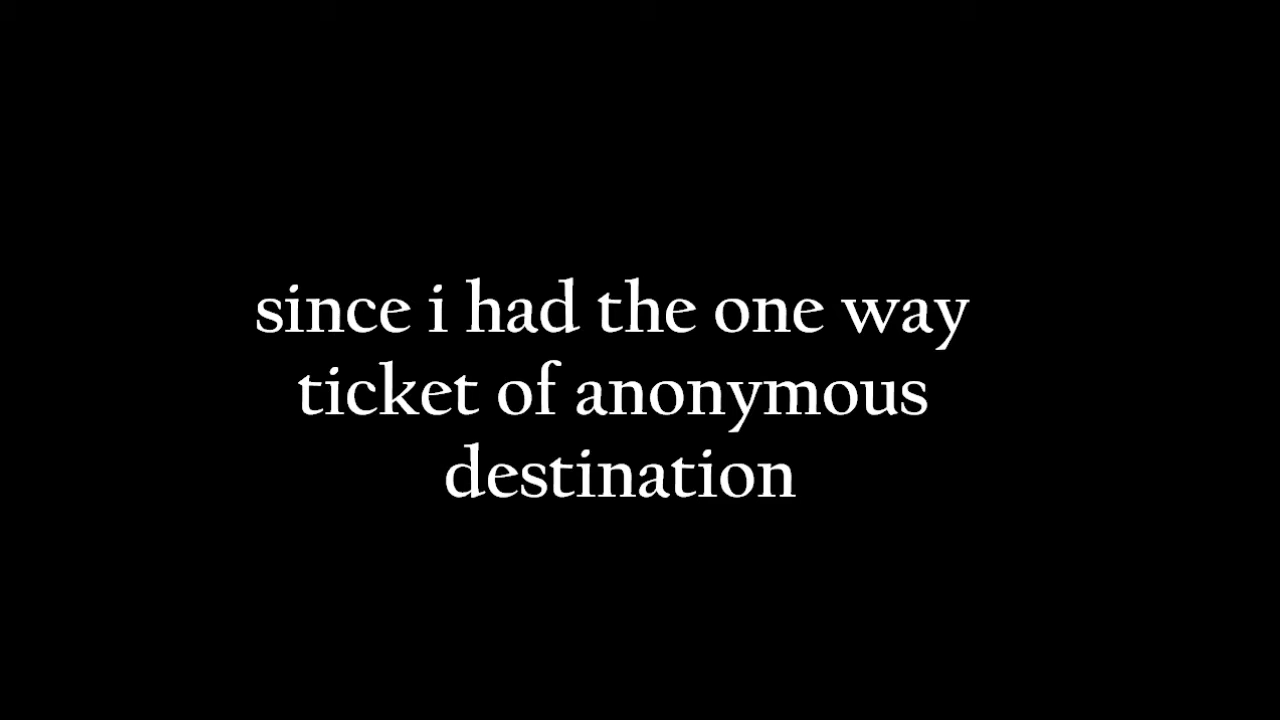 since i had the one way
ticket of anonymous
destination